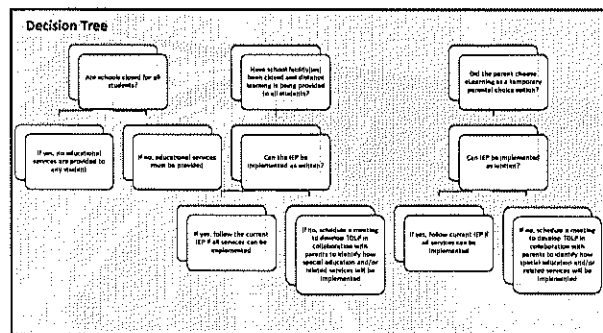 Decision Tree
Are schools closed for all
students?
Have school facility(ies)
been closed and distance
learning is being provided
to all students?
Did the parent choose
eLearning as a temporary
parental choice option?
If yes, no educational
services are provided to
any student
If no, educational services
must be provided
Can the IEP be
implemented as written?
Can IEP be implemented
as written?
If yes, follow the current
IEP if all services can be
implemented
If no, schedule a meeting
to develop TDLP in
collaboration with
parents to identify how
special education and/or
related services will be
implemented
If yes, follow current IEP if
all services can be
implemented
If no, schedule a meeting
to develop TDLP in
collaboration with
parents to identify how
special education and/or
related services will be
implemented